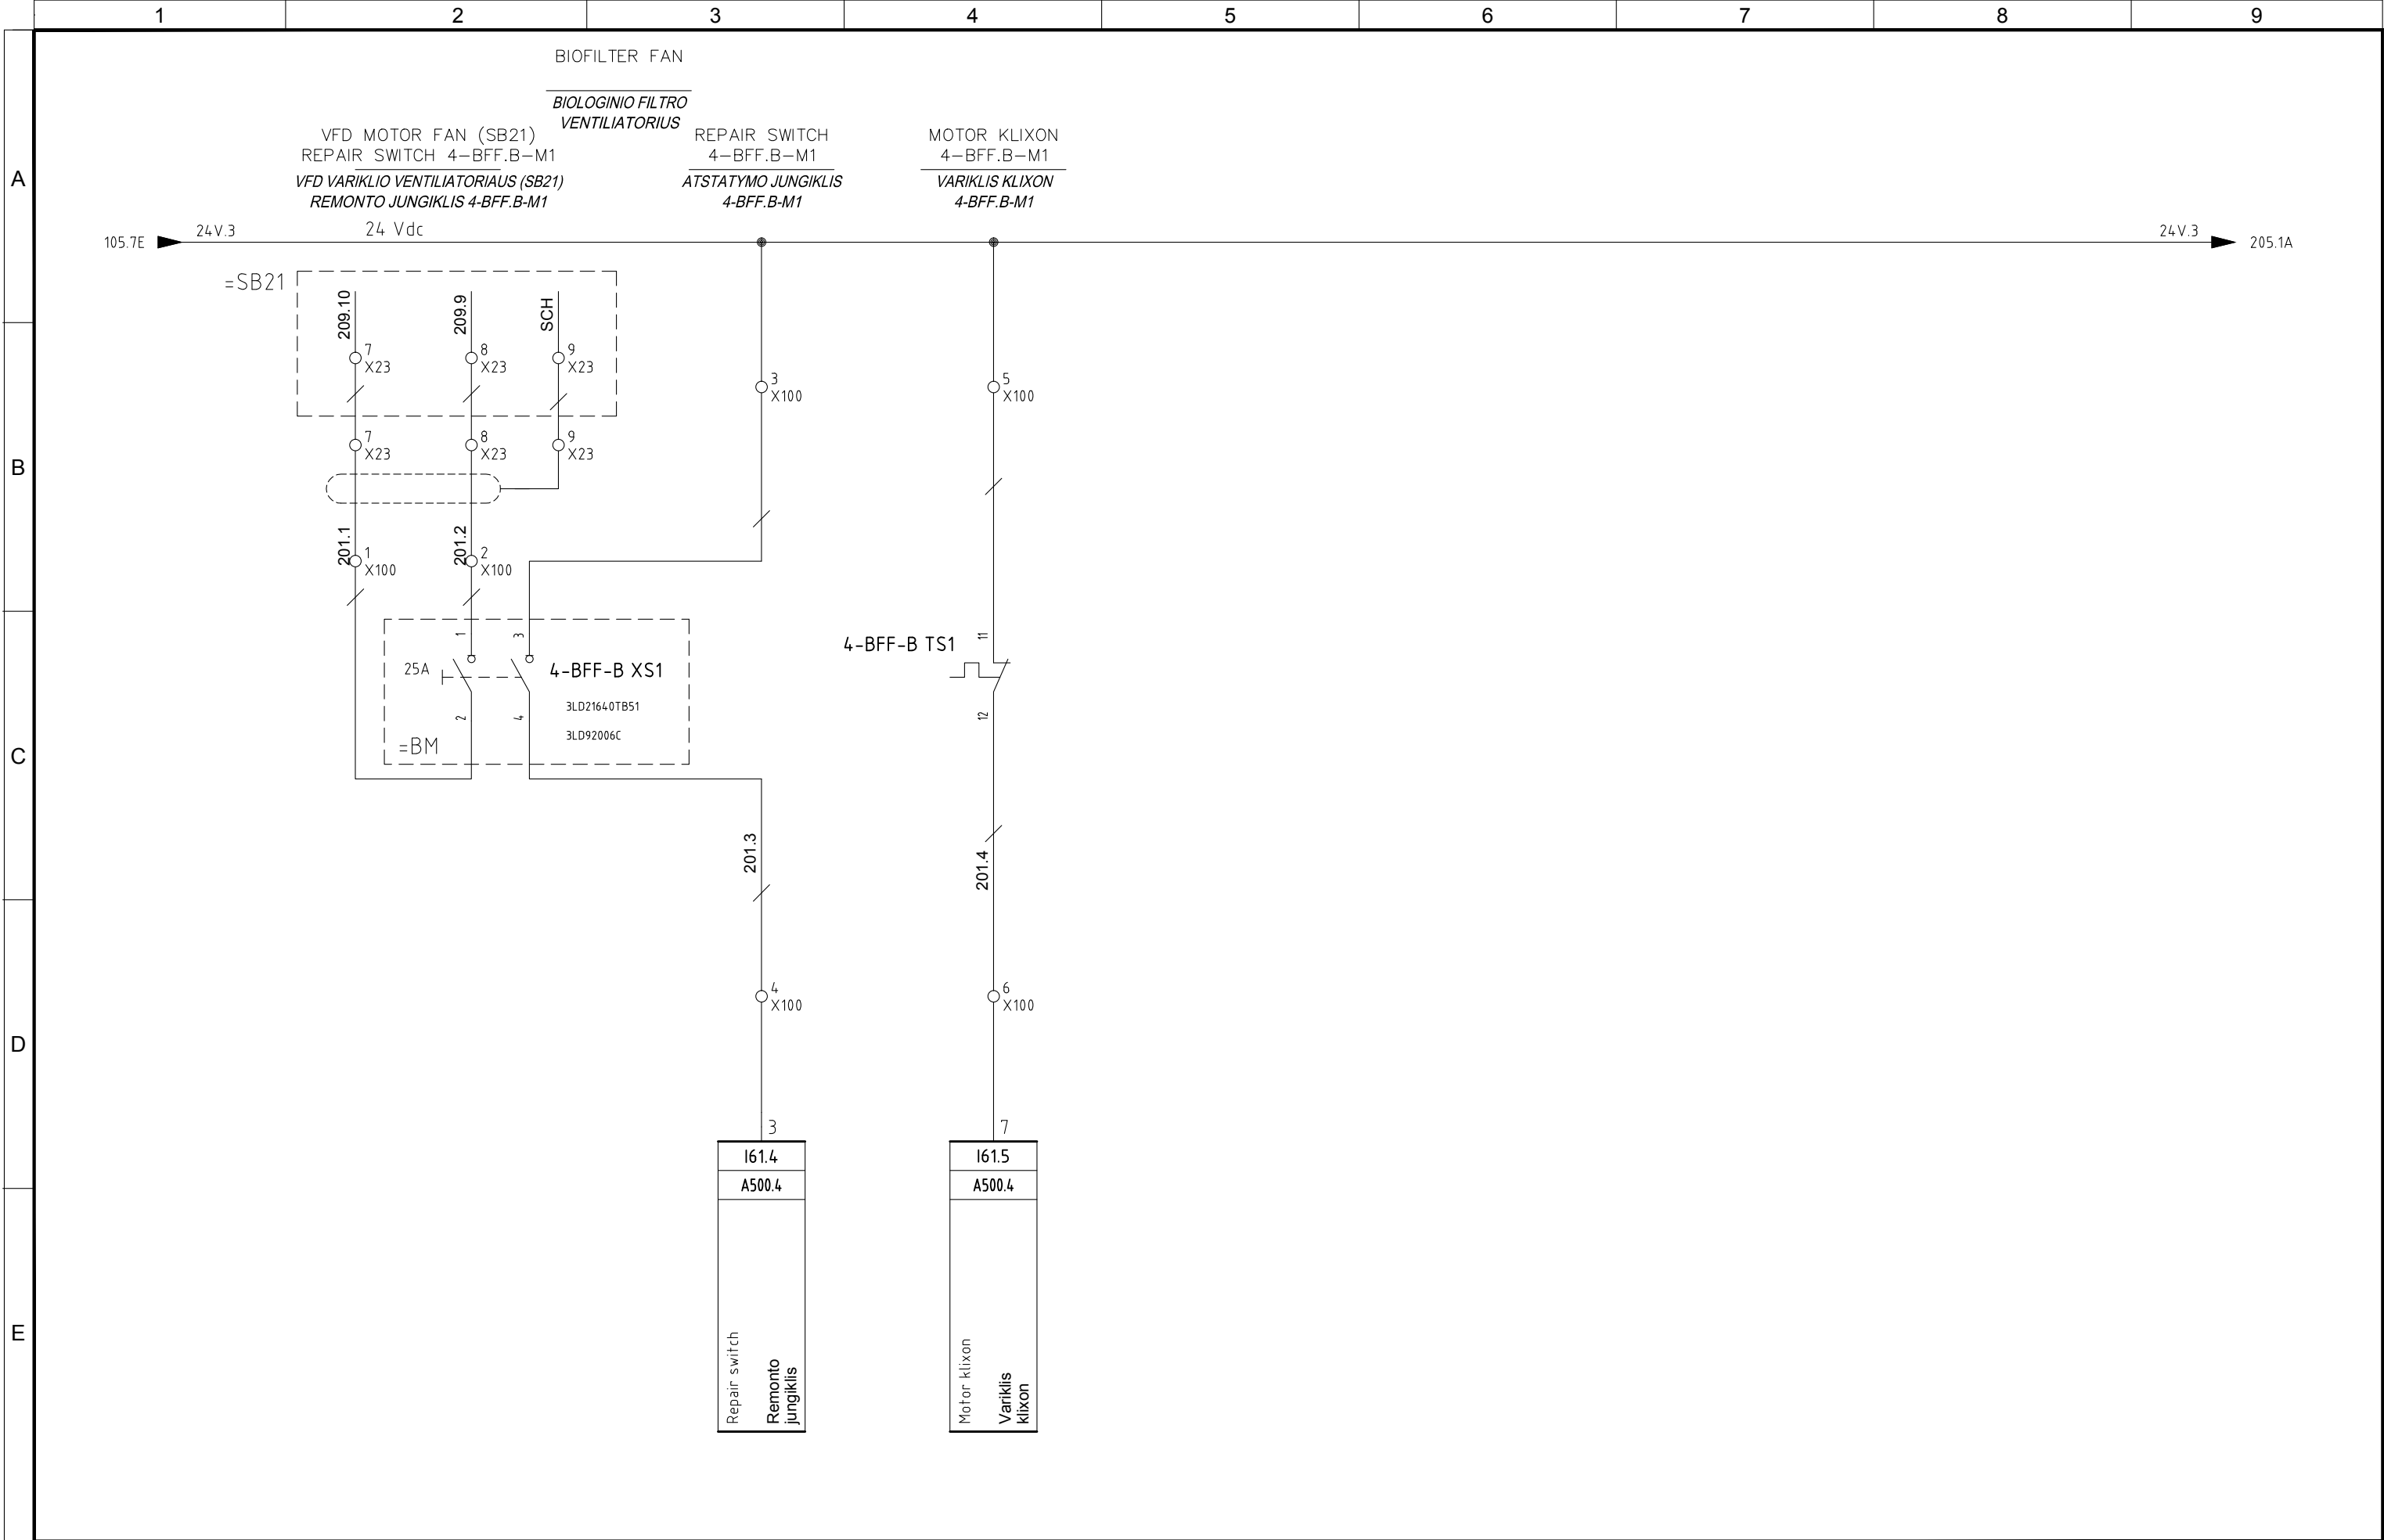 1 2 3 4 5 6 7 8 9
BIOFILTER FAN
BIOLOGINIO FILTRO
VENTILIATORIUS
VFD MOTOR FAN (SB21)
REPAIR SWITCH 4-BFF.B-M1
VFD VARIKLIO VENTILIATORIAUS (SB21)
REMONTO JUNGIKLIS 4-BFF.B-M1
REPAIR SWITCH
4-BFF.B-M1
ATSTATYMO JUNGIKLIS
4-BFF.B-M1
MOTOR KLIXON
4-BFF.B-M1
VARIKLIS KLIXON
4-BFF.B-M1
A
105.7E 24V.3 24 Vdc 24V.3 205.1A
=SB21
209.10 209.9 SCH
7 8 9
X23 X23 X23
3 5
X100 X100
7 8 9
X23 X23 X23
B
201.1 201.2
1 2
X100 X100
1 3
4-BFF-B TS1 11
25A 4-BFF-B XS1
3LD21640TB51
2 4 12
3LD92006C
=BM
C
201.3 201.4
4 6
X100 X100
D
3 7
I61.4 I61.5
A500.4 A500.4
E
Repair switch
Remonto
jungiklis
Motor klixon
Variklis
klixon